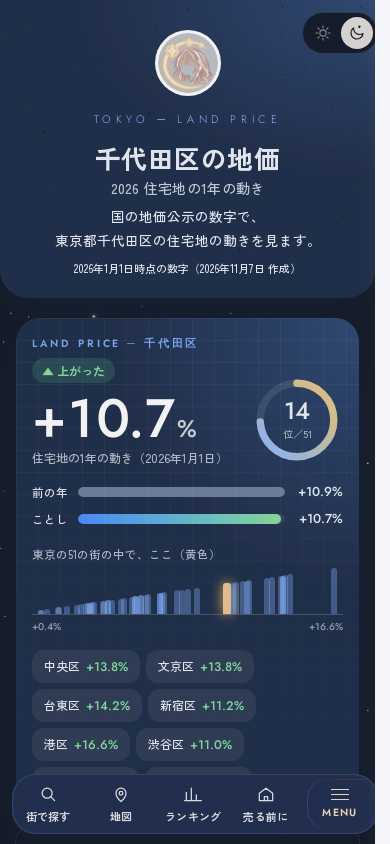 TOKYO — LAND PRICE
千代田区の地価
2026 住宅地の1年の動き
国の地価公示の数字で、
東京都千代田区の住宅地の動きを見ます。
2026年1月1日時点の数字（2026年11月7日 作成）
LAND PRICE — 千代田区
▲ 上がった
+10.7%
14
位／51
住宅地の1年の動き（2026年1月1日）
前の年 +10.9%
ことし +10.7%
東京の51の街の中で、ここ（黄色）
+0.4% +16.6%
中央区 +13.8% 文京区 +13.8%
台東区 +14.2% 新宿区 +11.2%
港区 +16.6% 渋谷区 +11.0%
街で探す 地図 ランキング 売る前に MENU